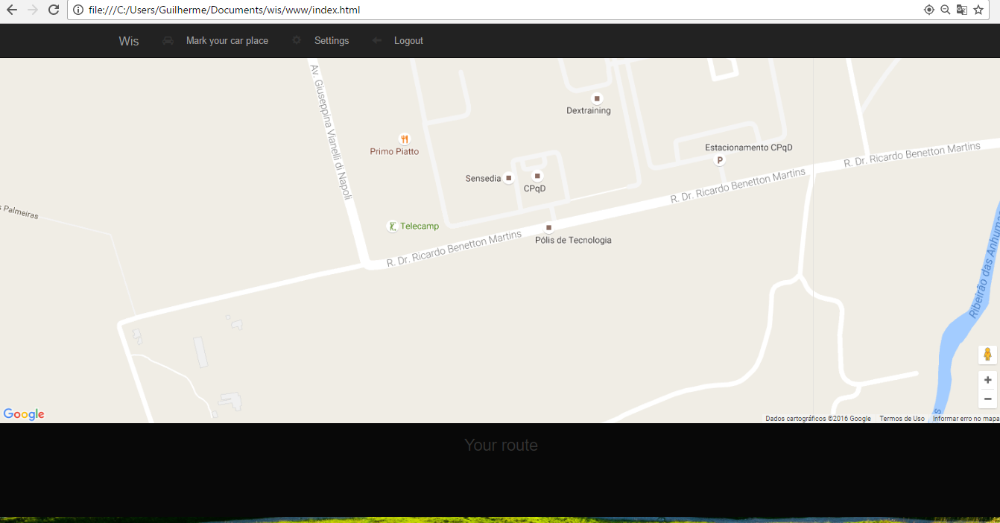 file:///C:/Users/Guilherme/Documents/wis/www/index.html
Wis Mark your car place Settings Logout
Av. Giuseppina Vianelli di Napoli
Dextraining
Primo Piatto
Estacionamento CPqD
P
R. Dr. Ricardo Benetton Martins
Sensedia
CPqD
R. Dr. Ricardo Benetton Martins
Palmeiras
Telecamp
Pólis de Tecnologia
R. Dr. Ricardo Benetton Martins
Ribeirão das Anhumas
+
−
Google
Dados cartográficos ©2016 Google Termos de Uso Informar erro no mapa
Your route